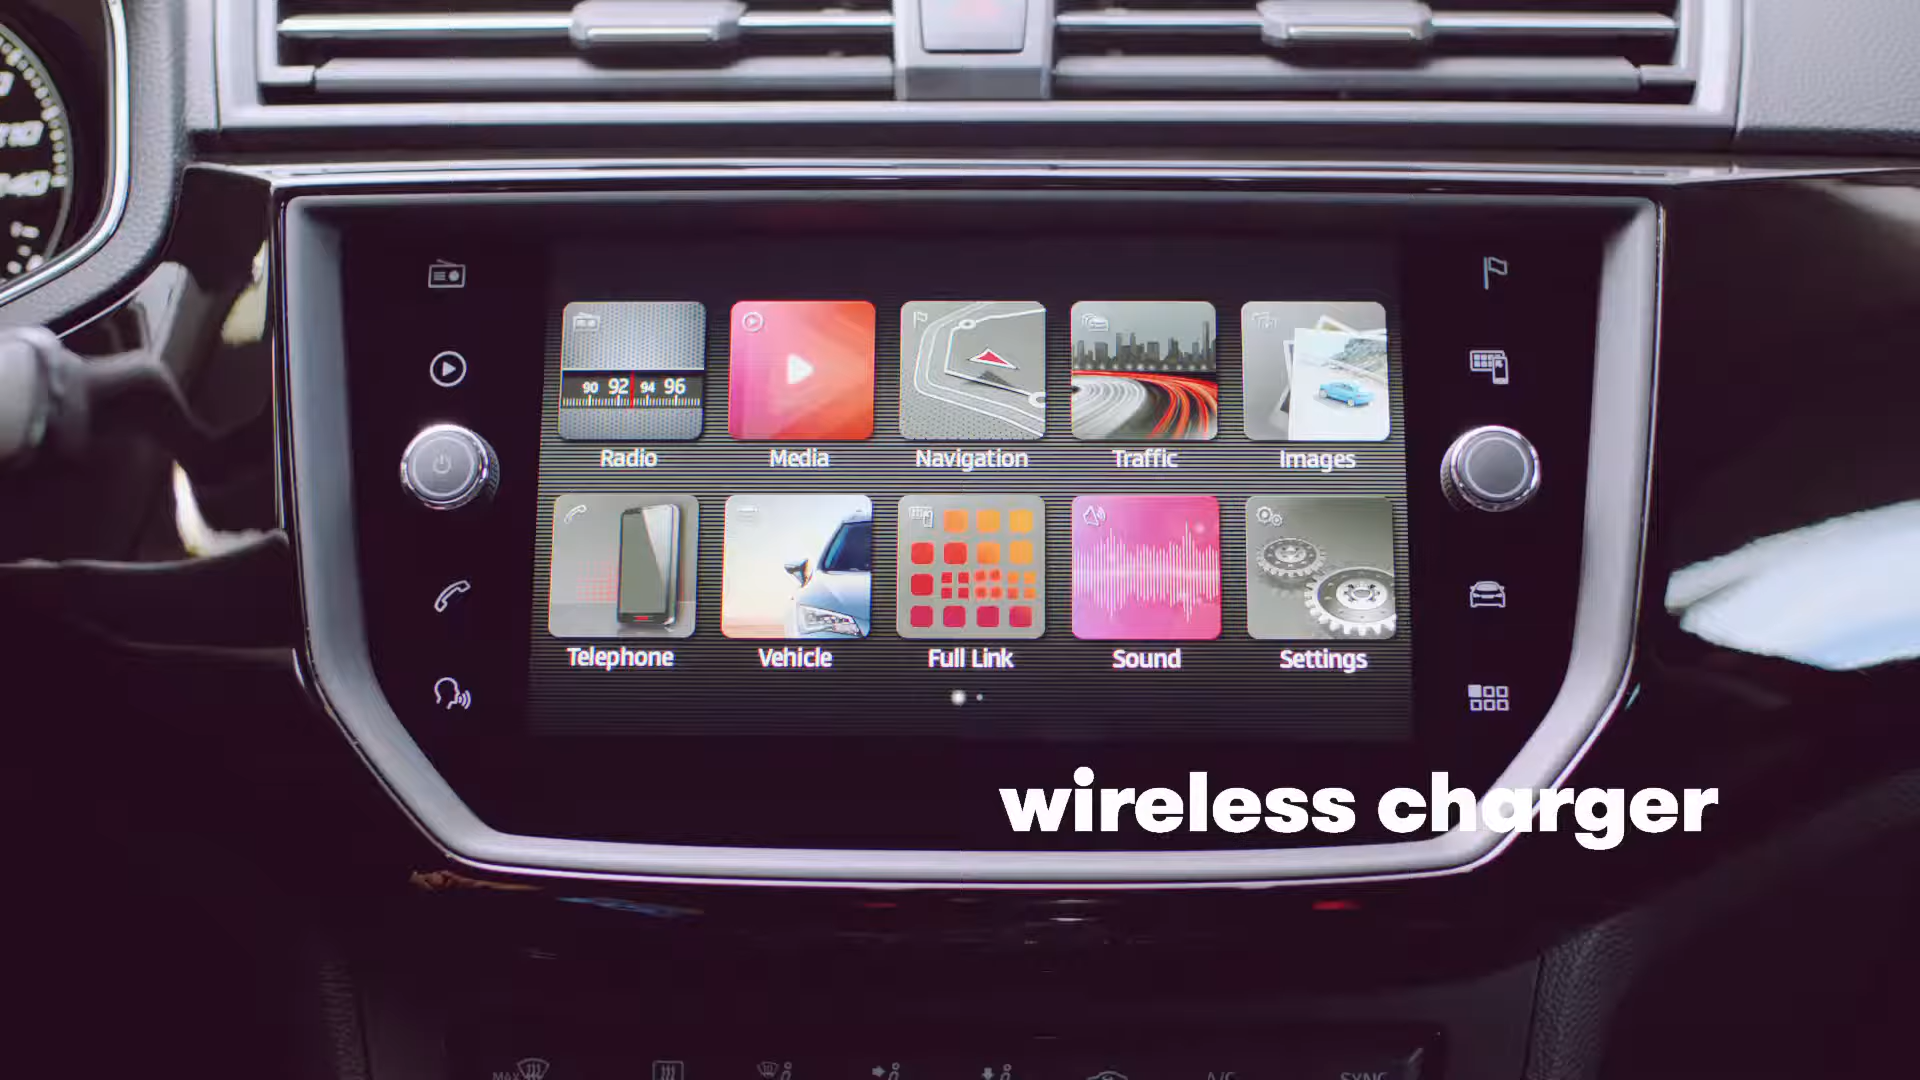 90 92 94 96
Radio Media Navigation Traffic Images
Telephone Vehicle Full Link Sound Settings
wireless charger
MAX A/C SYNC